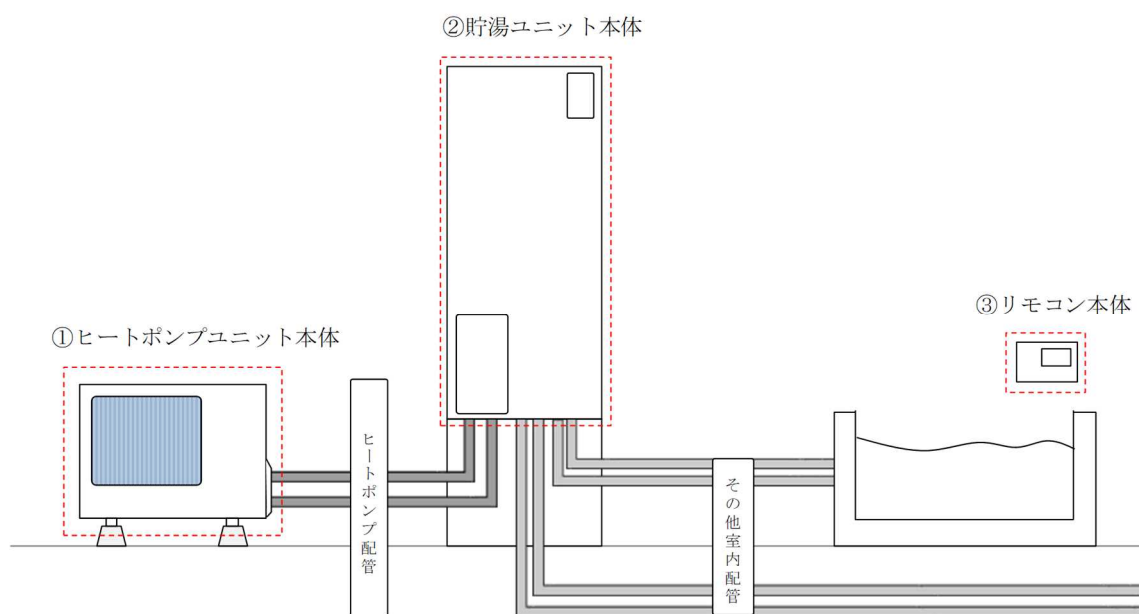 ②貯湯ユニット本体
③リモコン本体
①ヒートポンプユニット本体
ヒートポンプ配管
その他室内配管